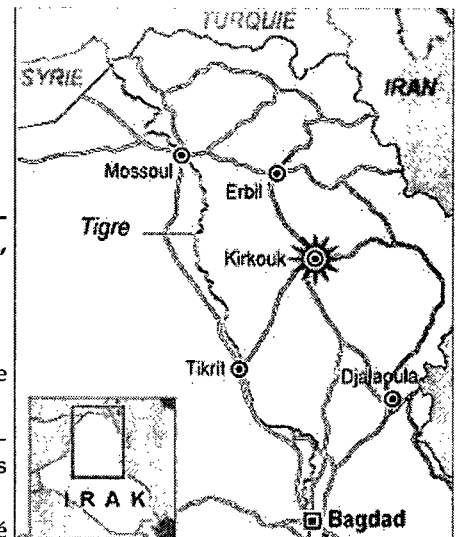 TURQUIE
SYRIE
IRAN
Mossoul
Erbil
Tigre
Kirkouk
Tikrit
Djalaoula
IRAK
Bagdad
,
e
-
s
é